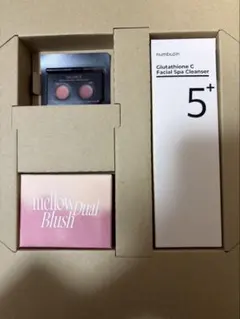 numbuzin
Glutathione C
Facial Spa Cleanser
5+
mellow Dual
Blush